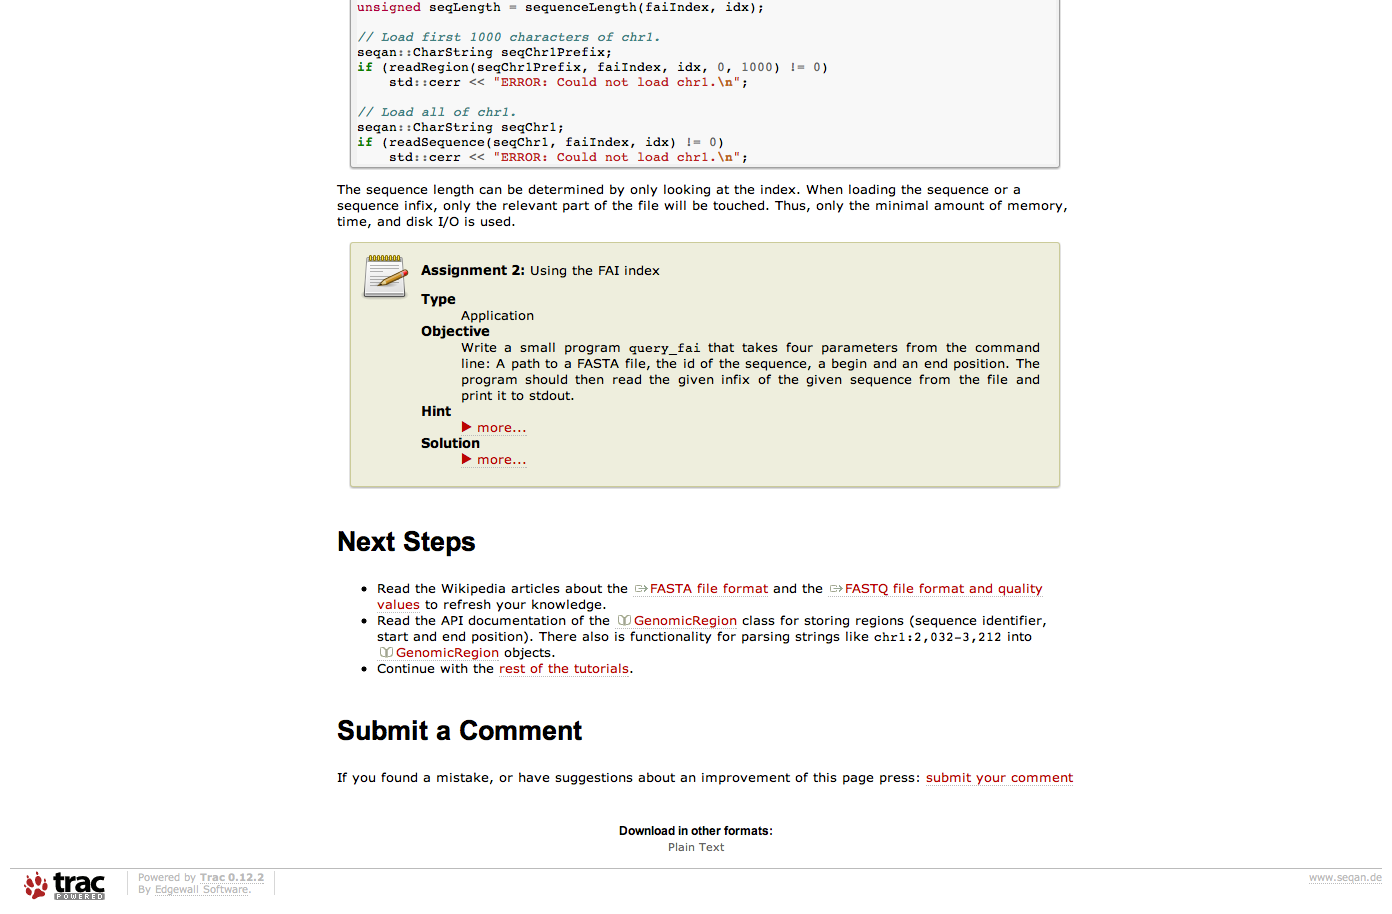 unsigned seqLength = sequenceLength(faiIndex, idx);
// Load first 1000 characters of chr1.
seqan::CharString seqChr1Prefix;
if (readRegion(seqChr1Prefix, faiIndex, idx, 0, 1000) != 0)
    std::cerr << "ERROR: Could not load chr1.\n";
// Load all of chr1.
seqan::CharString seqChr1;
if (readSequence(seqChr1, faiIndex, idx) != 0)
    std::cerr << "ERROR: Could not load chr1.\n";
The sequence length can be determined by only looking at the index. When loading the sequence or a
sequence infix, only the relevant part of the file will be touched. Thus, only the minimal amount of memory,
time, and disk I/O is used.
Assignment 2: Using the FAI index
Type
Application
Objective
Write a small program query_fai that takes four parameters from the command
line: A path to a FASTA file, the id of the sequence, a begin and an end position. The
program should then read the given infix of the given sequence from the file and
print it to stdout.
Hint
▶ more...
Solution
▶ more...
Next Steps
• Read the Wikipedia articles about the FASTA file format and the FASTQ file format and quality
values to refresh your knowledge.
• Read the API documentation of the GenomicRegion class for storing regions (sequence identifier,
start and end position). There also is functionality for parsing strings like chr1:2,032-3,212 into
GenomicRegion objects.
• Continue with the rest of the tutorials.
Submit a Comment
If you found a mistake, or have suggestions about an improvement of this page press: submit your comment
Download in other formats:
Plain Text
trac
POWERED
Powered by Trac 0.12.2
By Edgewall Software.
www.seqan.de